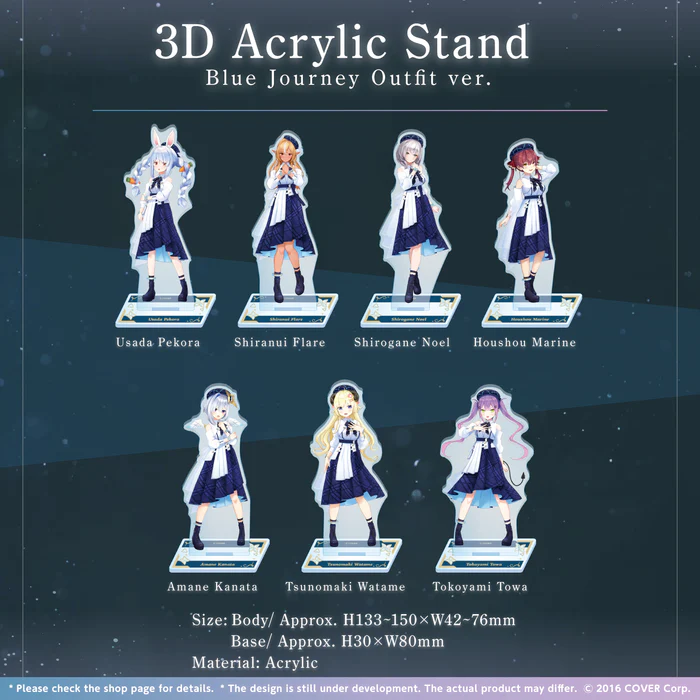 3D Acrylic Stand
Blue Journey Outfit ver.
Usada Pekora
Shiranui Flare
Shirogane Noel
Houshou Marine
Usada Pekora Shiranui Flare Shirogane Noel Houshou Marine
Amane Kanata
Tsunomaki Watame
Tokoyami Towa
Amane Kanata Tsunomaki Watame Tokoyami Towa
Size: Body/ Approx. H133~150×W42~76mm
Base/ Approx. H30×W80mm
Material: Acrylic
* Please check the shop page for details. * The design is still under development. The actual product may differ. © 2016 COVER Corp.